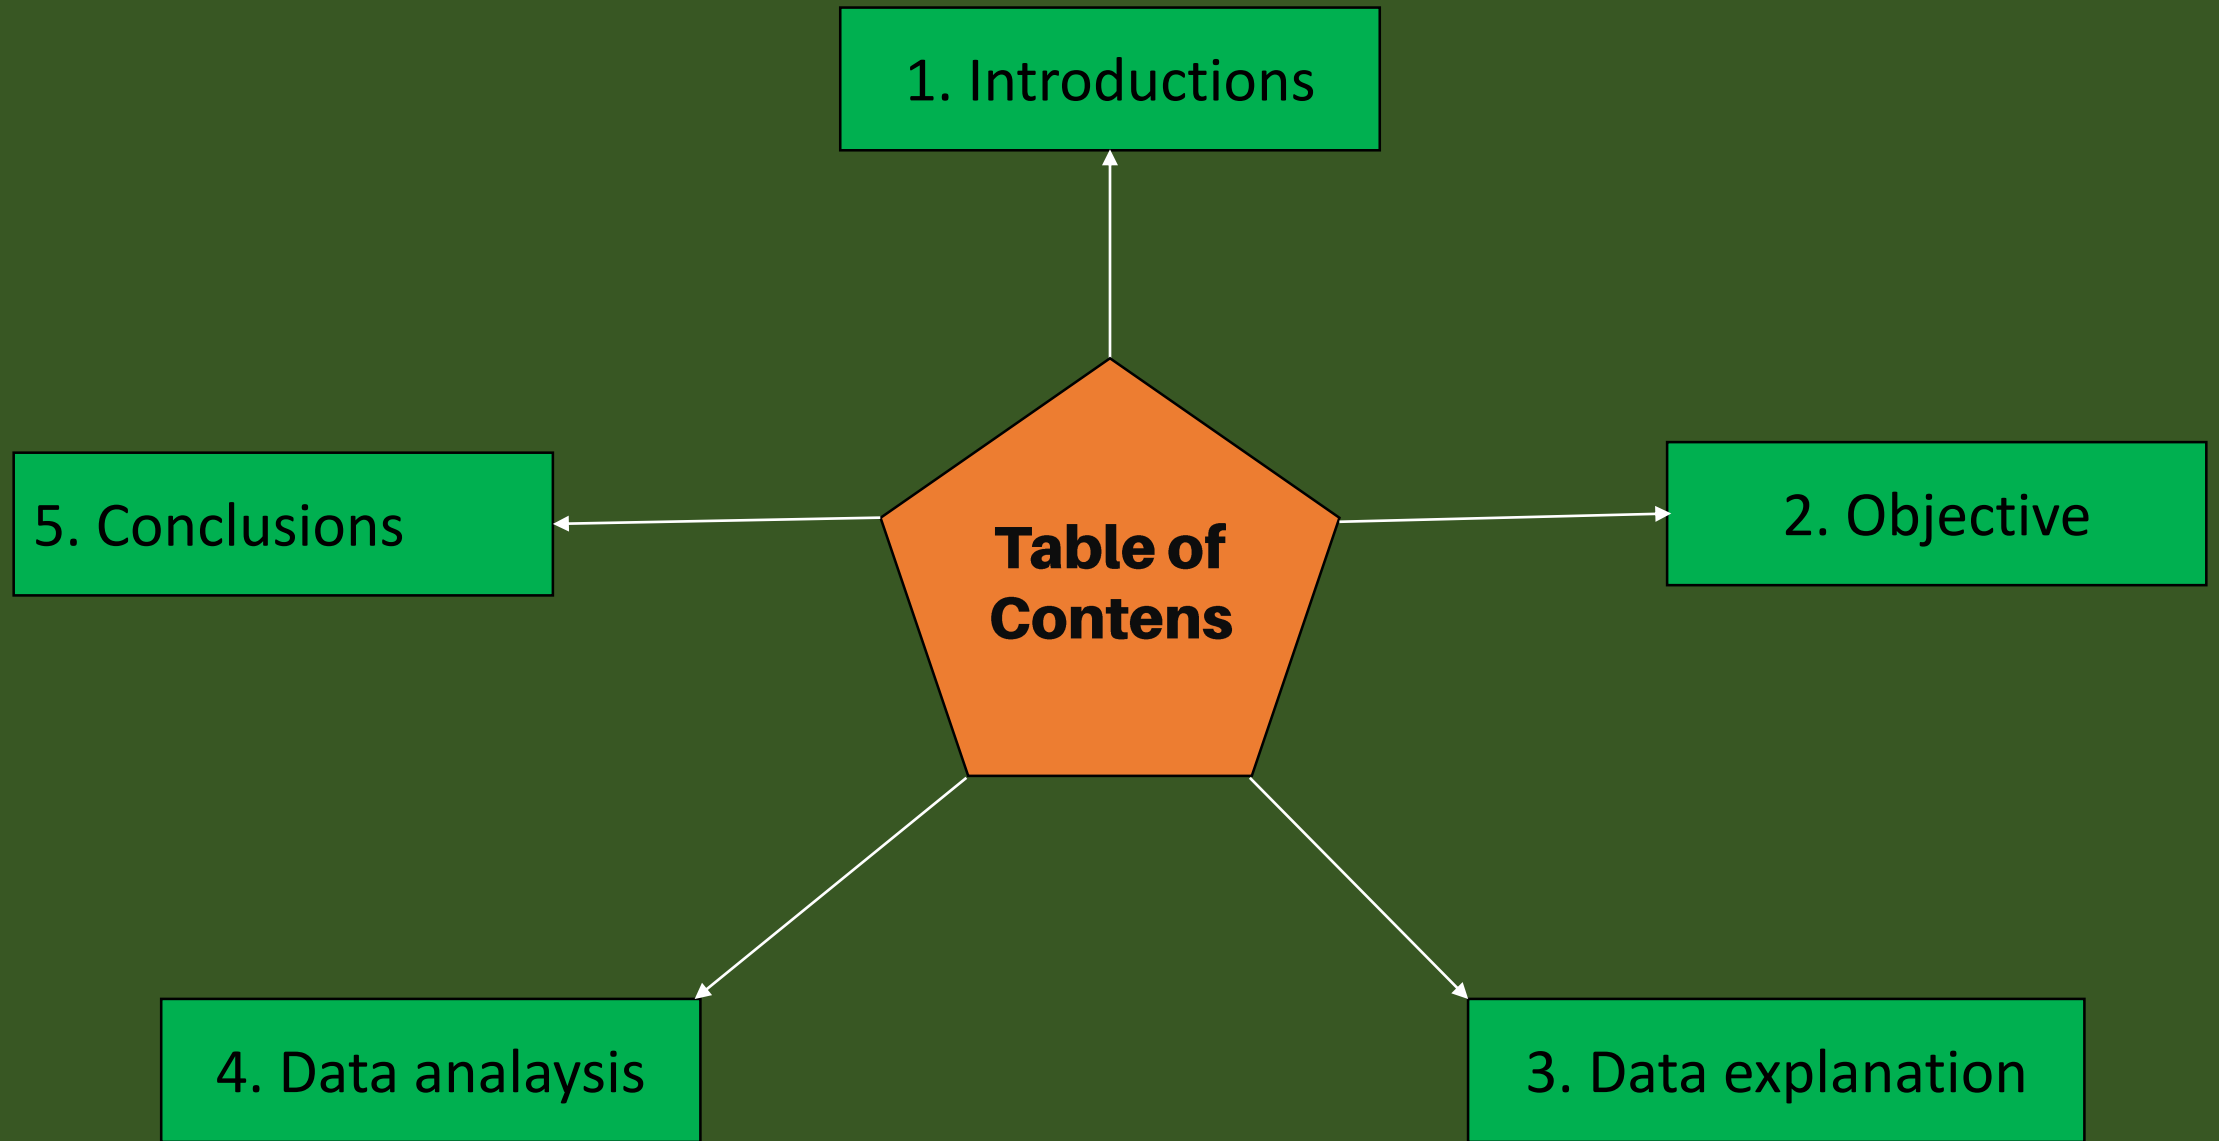 Table of
Contens
1. Introductions
2. Objective
3. Data explanation
4. Data analaysis
5. Conclusions